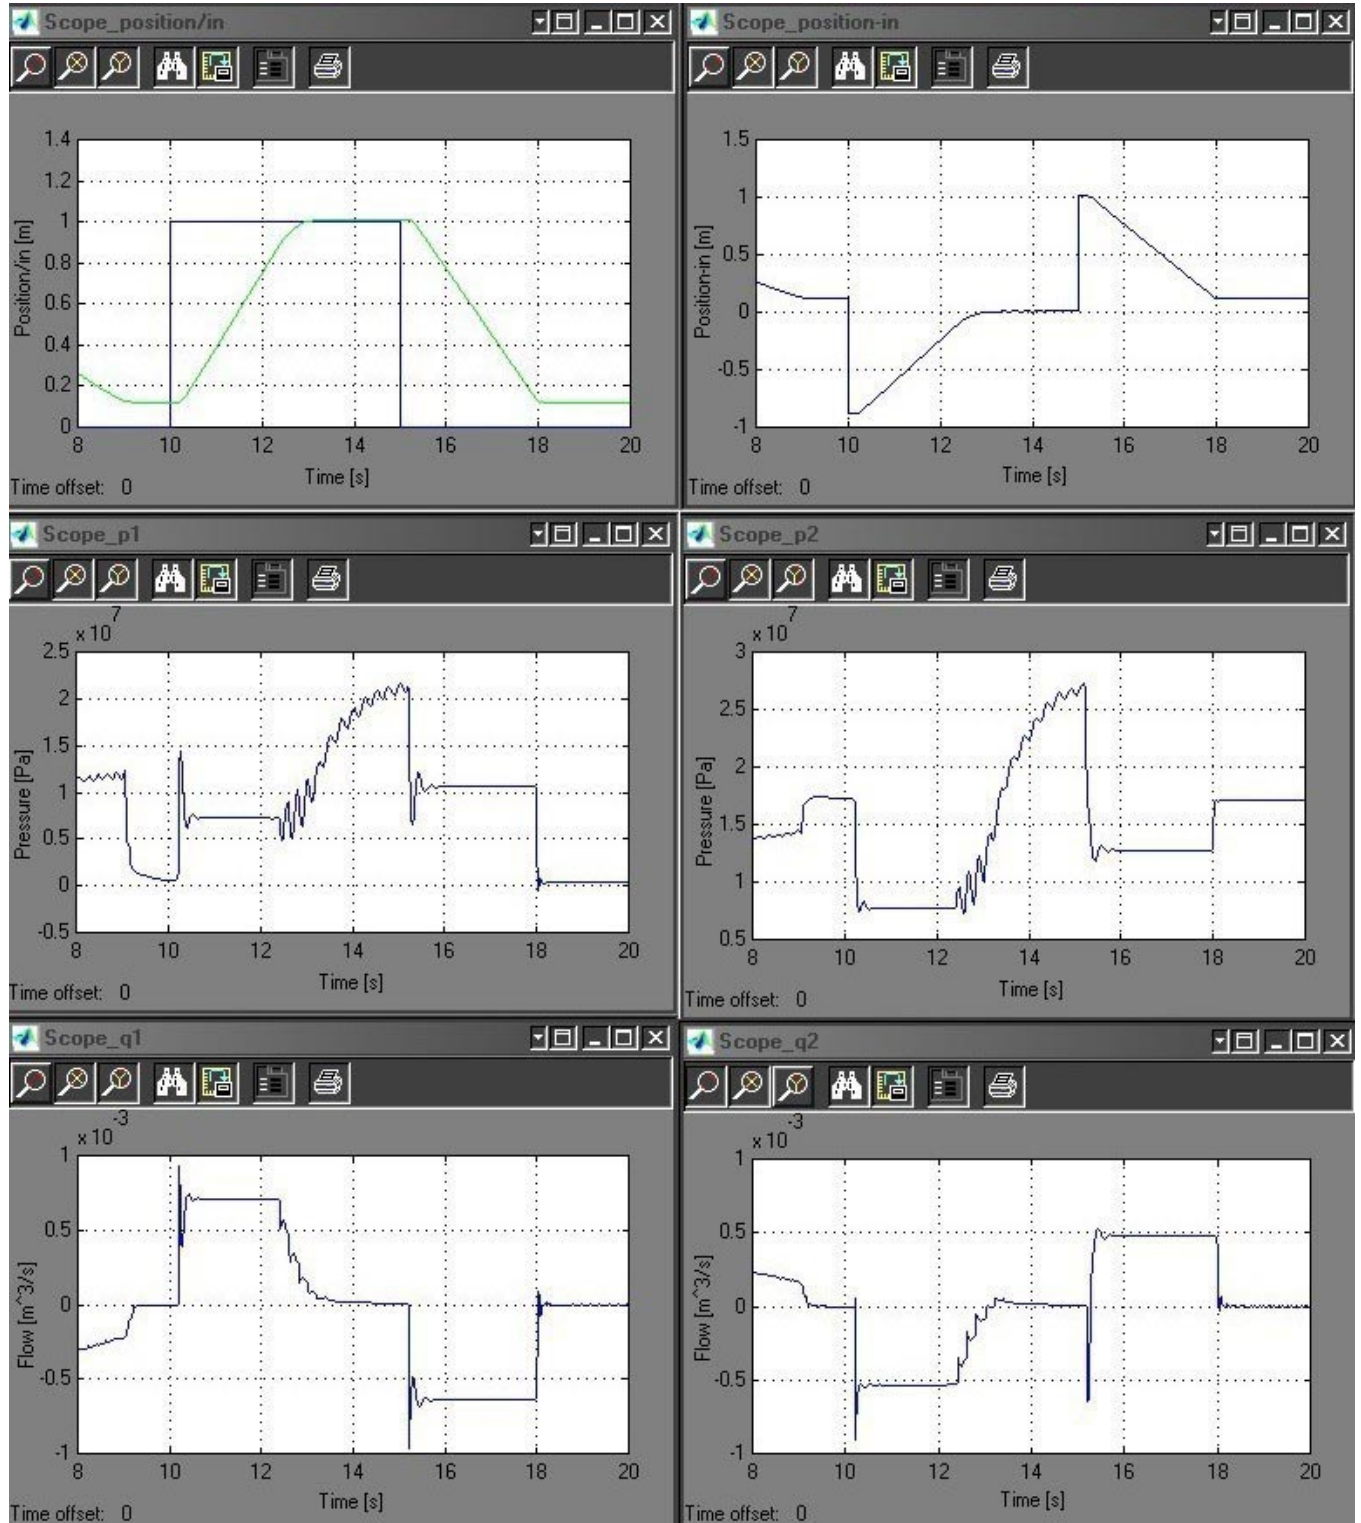 Scope_position/in
1.4
1.2
1
0.8
0.6
0.4
0.2
0
Position/in [m]
8 10 12 14 16 18 20
Time [s]
Time offset: 0
Scope_position-in
1.5
1
0.5
0
-0.5
-1
Position-in [m]
8 10 12 14 16 18 20
Time [s]
Time offset: 0
Scope_p1
x 10^7
2.5
2
1.5
1
0.5
0
-0.5
Pressure [Pa]
8 10 12 14 16 18 20
Time [s]
Time offset: 0
Scope_p2
x 10^7
3
2.5
2
1.5
1
0.5
Pressure [Pa]
8 10 12 14 16 18 20
Time [s]
Time offset: 0
Scope_q1
x 10^-3
1
0.5
0
-0.5
-1
Flow [m^3/s]
8 10 12 14 16 18 20
Time [s]
Time offset: 0
Scope_q2
x 10^-3
1
0.5
0
-0.5
-1
Flow [m^3/s]
8 10 12 14 16 18 20
Time [s]
Time offset: 0